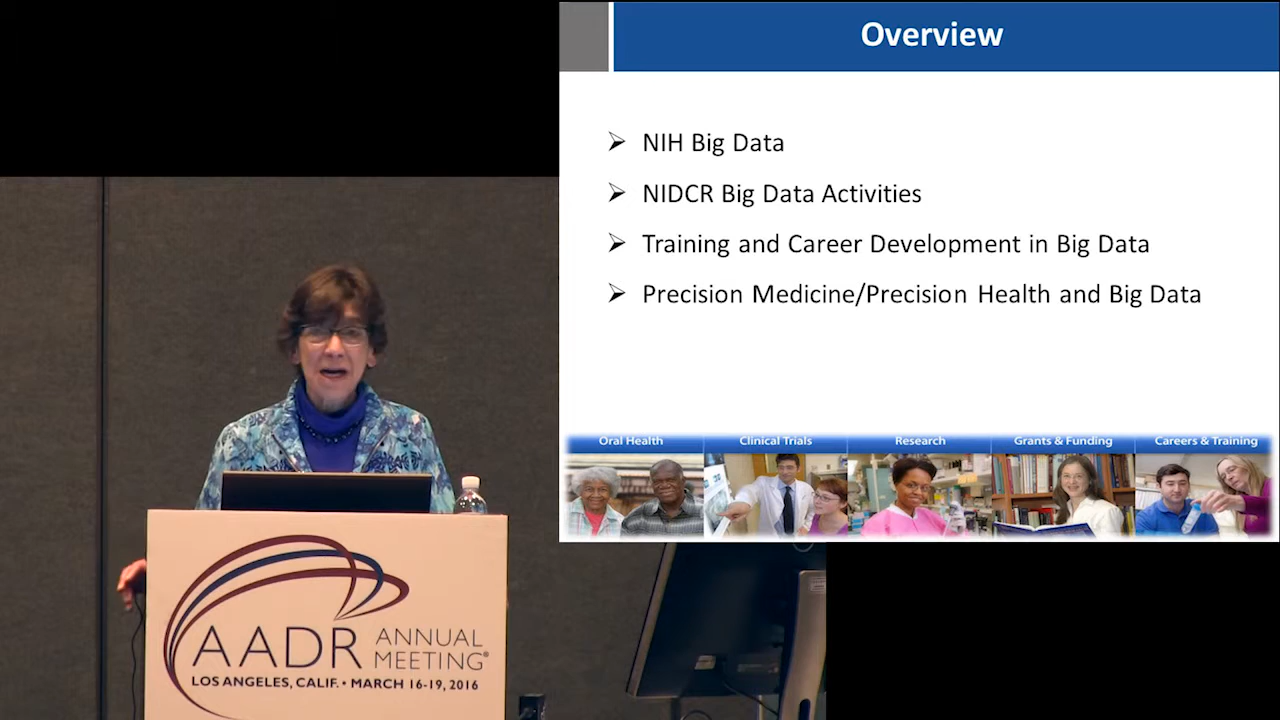 Overview
NIH Big Data
NIDCR Big Data Activities
Training and Career Development in Big Data
Precision Medicine/Precision Health and Big Data
Oral Health
Clinical Trials
Research
Grants & Funding
Careers & Training
AADR ANNUAL
MEETING®
LOS ANGELES, CALIF. • MARCH 16-19, 2016